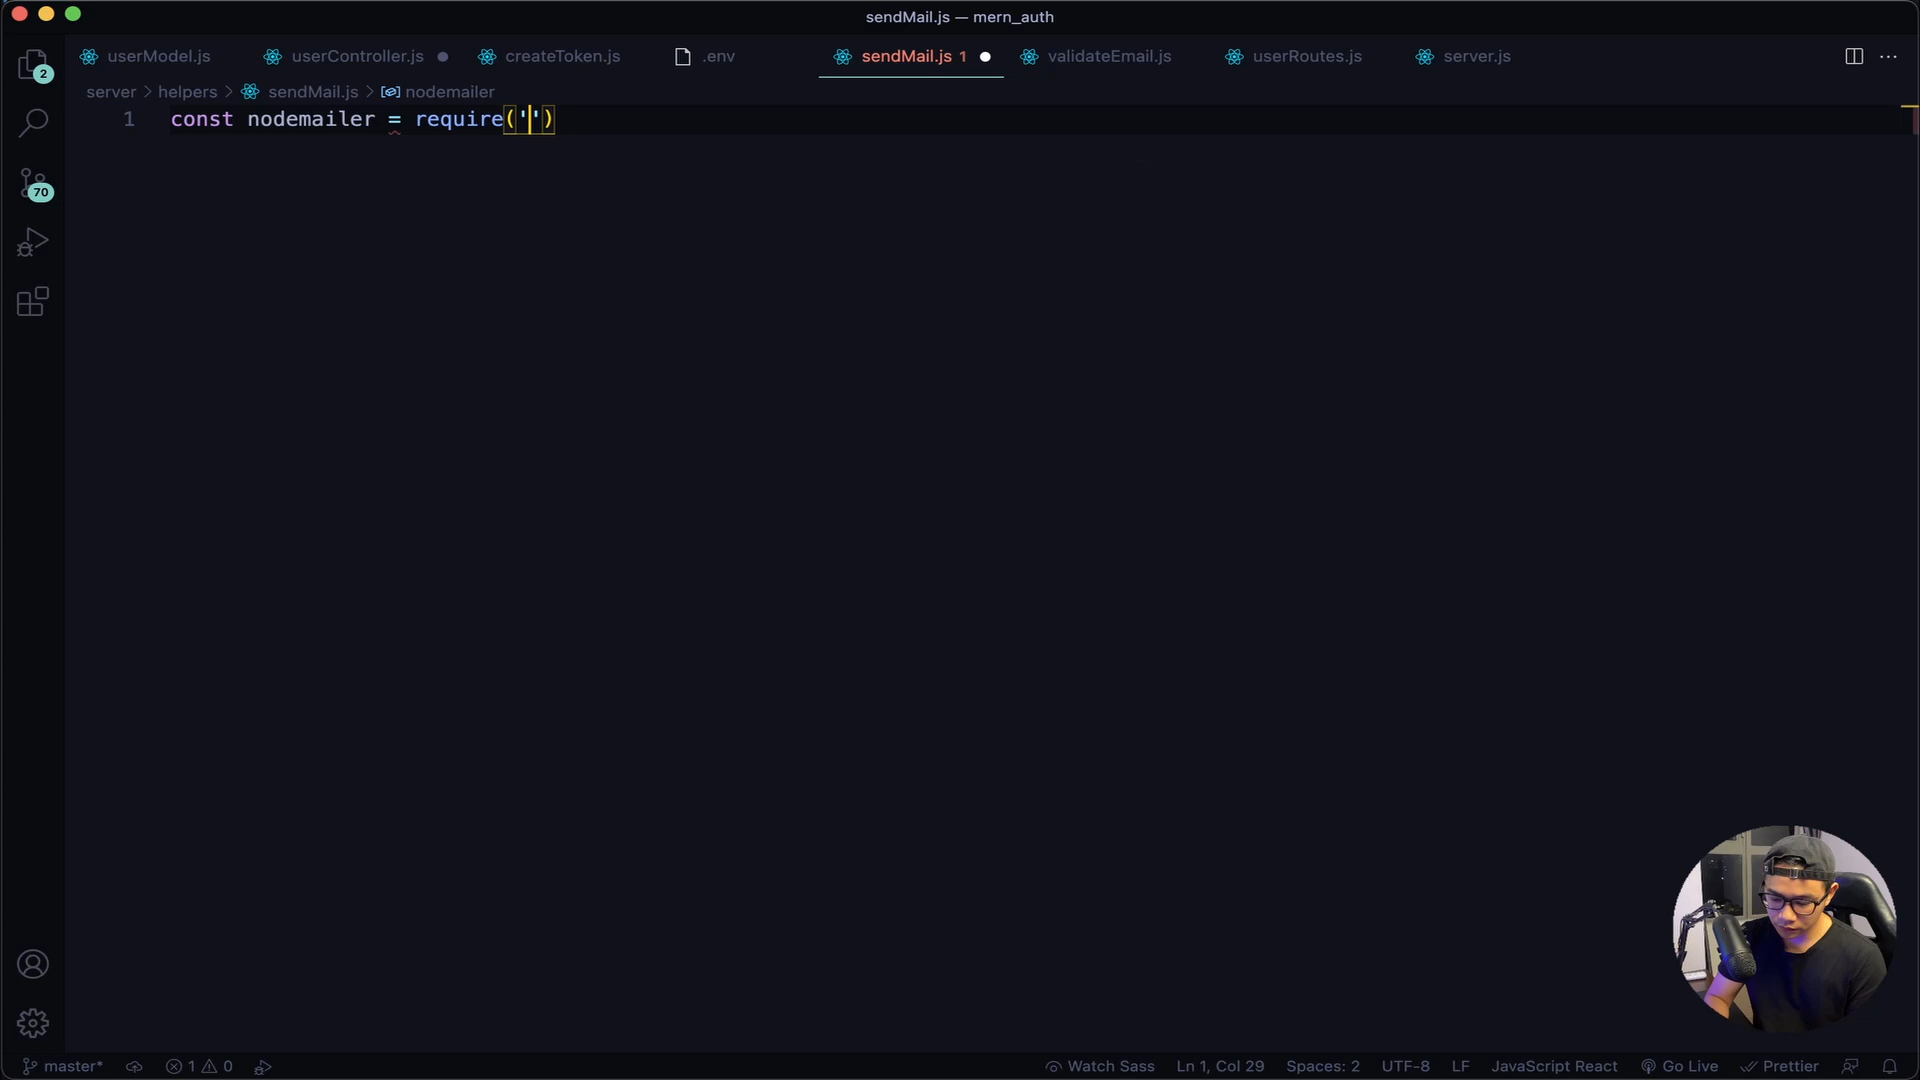 sendMail.js — mern_auth
userModel.js userController.js createToken.js .env sendMail.js 1 validateEmail.js userRoutes.js server.js
server > helpers > sendMail.js > nodemailer
1 const nodemailer = require('')
2
70
master* 1 0 Watch Sass Ln 1, Col 29 Spaces: 2 UTF-8 LF JavaScript React Go Live Prettier